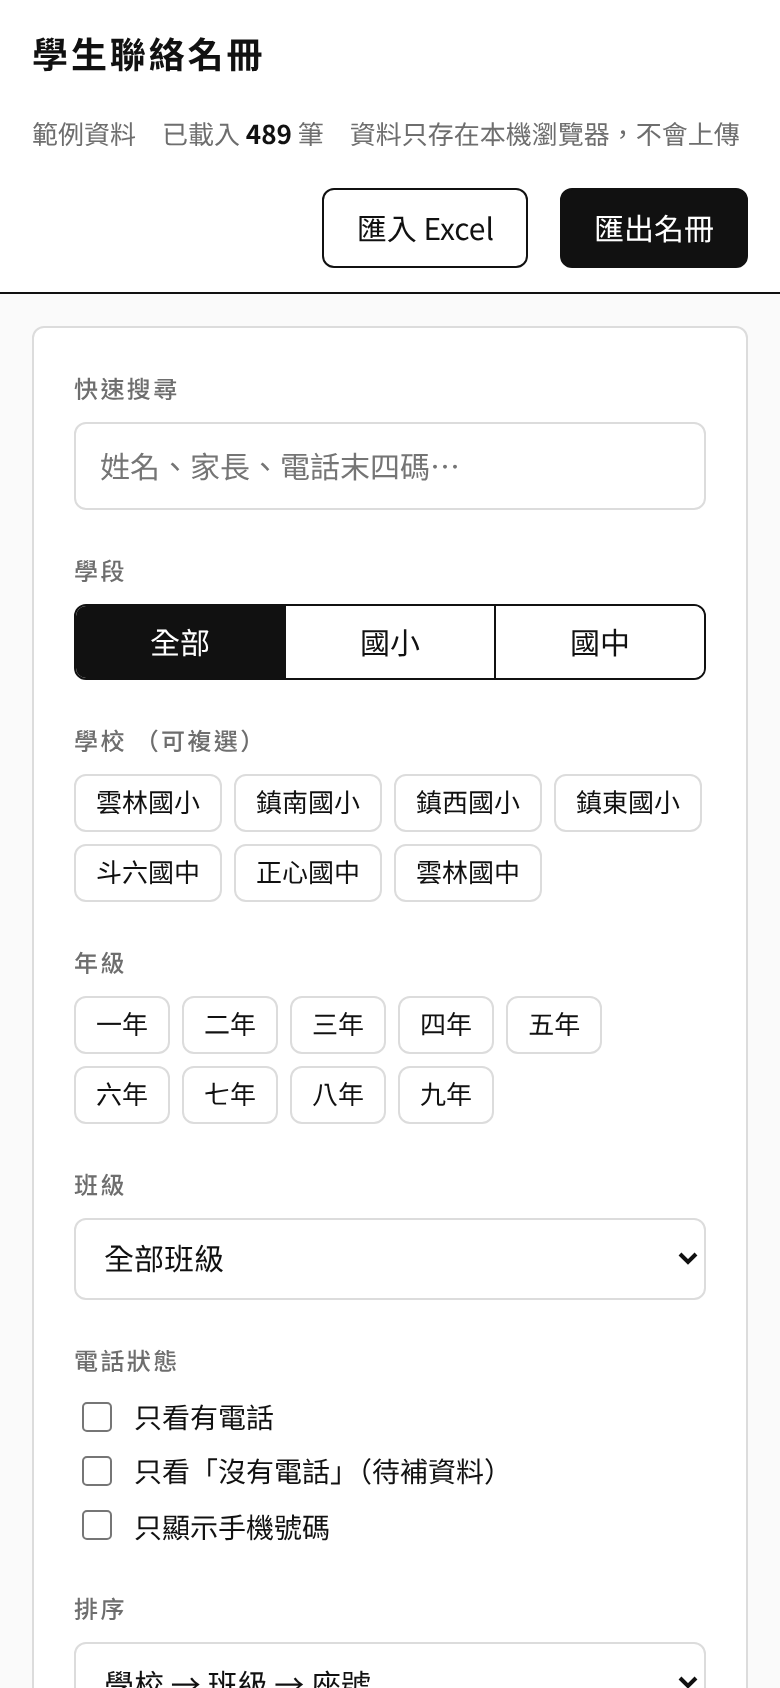 學生聯絡名冊
範例資料 已載入 489 筆 資料只存在本機瀏覽器，不會上傳
匯入 Excel 匯出名冊
快速搜尋
姓名、家長、電話末四碼…
學段
全部 國小 國中
學校 （可複選）
雲林國小 鎮南國小 鎮西國小 鎮東國小
斗六國中 正心國中 雲林國中
年級
一年 二年 三年 四年 五年
六年 七年 八年 九年
班級
全部班級
電話狀態
只看有電話
只看「沒有電話」（待補資料）
只顯示手機號碼
排序
學校 → 班級 → 座號